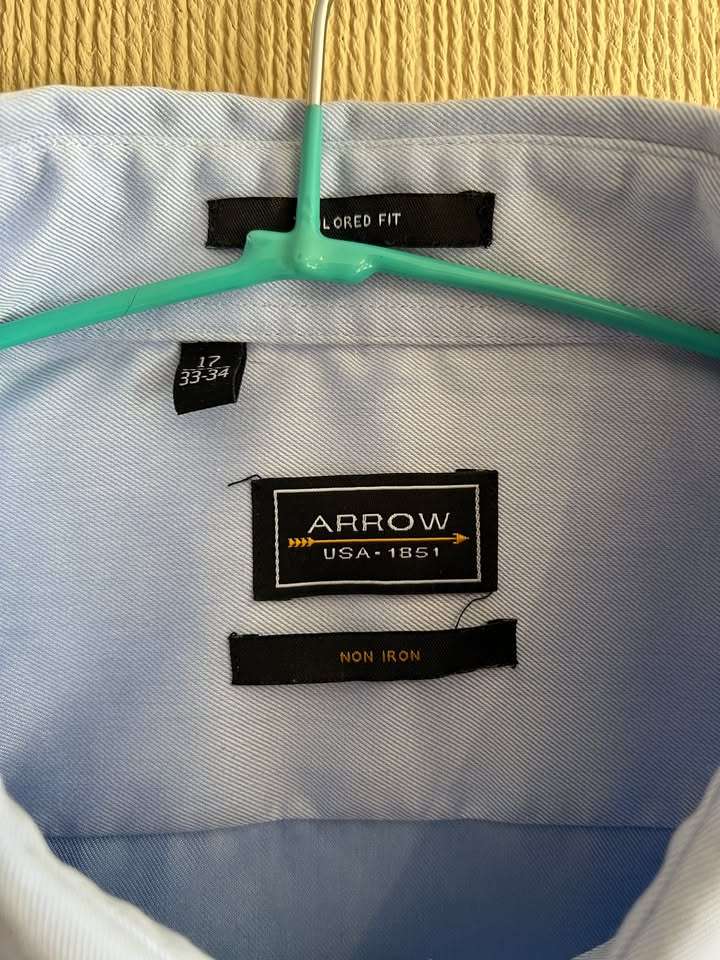 LORED FIT
17
33-34
ARROW
USA - 1851
NON IRON